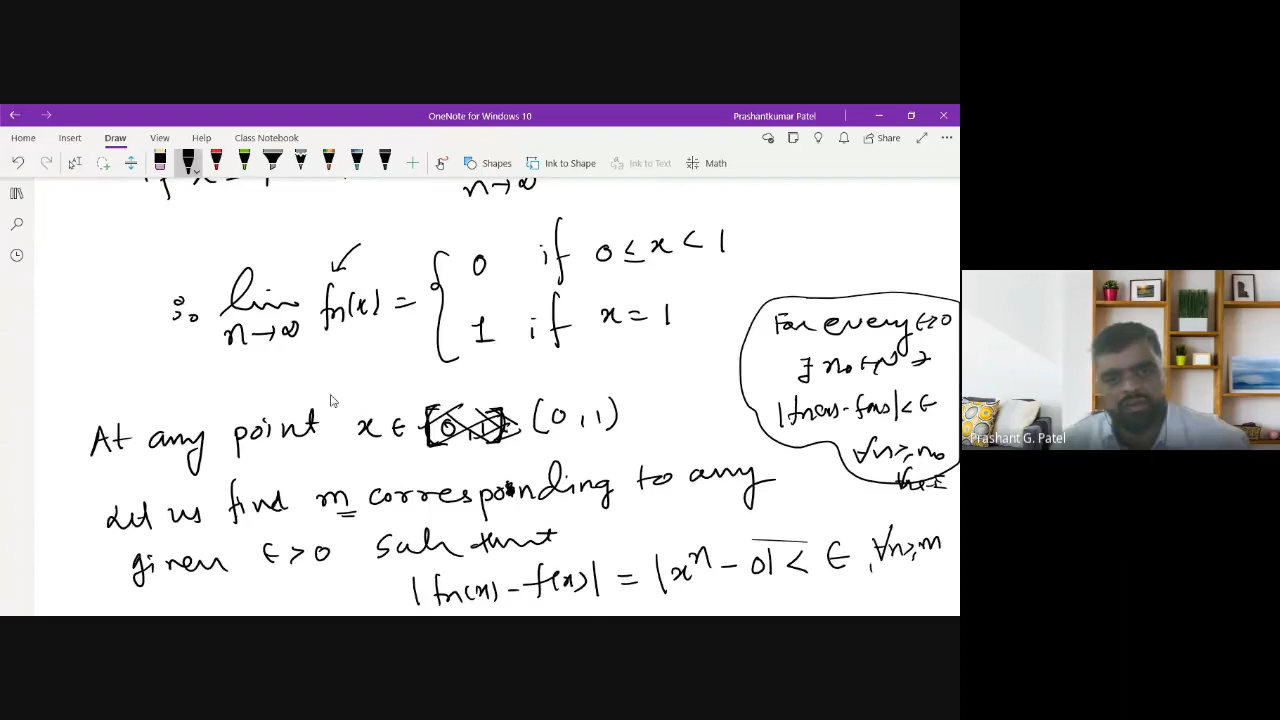 OneNote for Windows 10
Prashantkumar Patel
Home Insert Draw View Help Class Notebook
Share
Shapes Ink to Shape Ink to Text Math
n→∞
∴ lim n→∞ fn(x) = { 0 if 0 ≤ x < 1
1 if x = 1
At any point x ∈ (0,1)
Let us find m corresponding to any
given ϵ > 0 such that
|fn(x) - f(x)| = |x^n - 0| < ϵ, ∀n≥m
For every ϵ>0
∃ n₀∈N ∋
|fn(x) - f(x)| < ϵ
∀n≥n₀
Prashant G. Patel